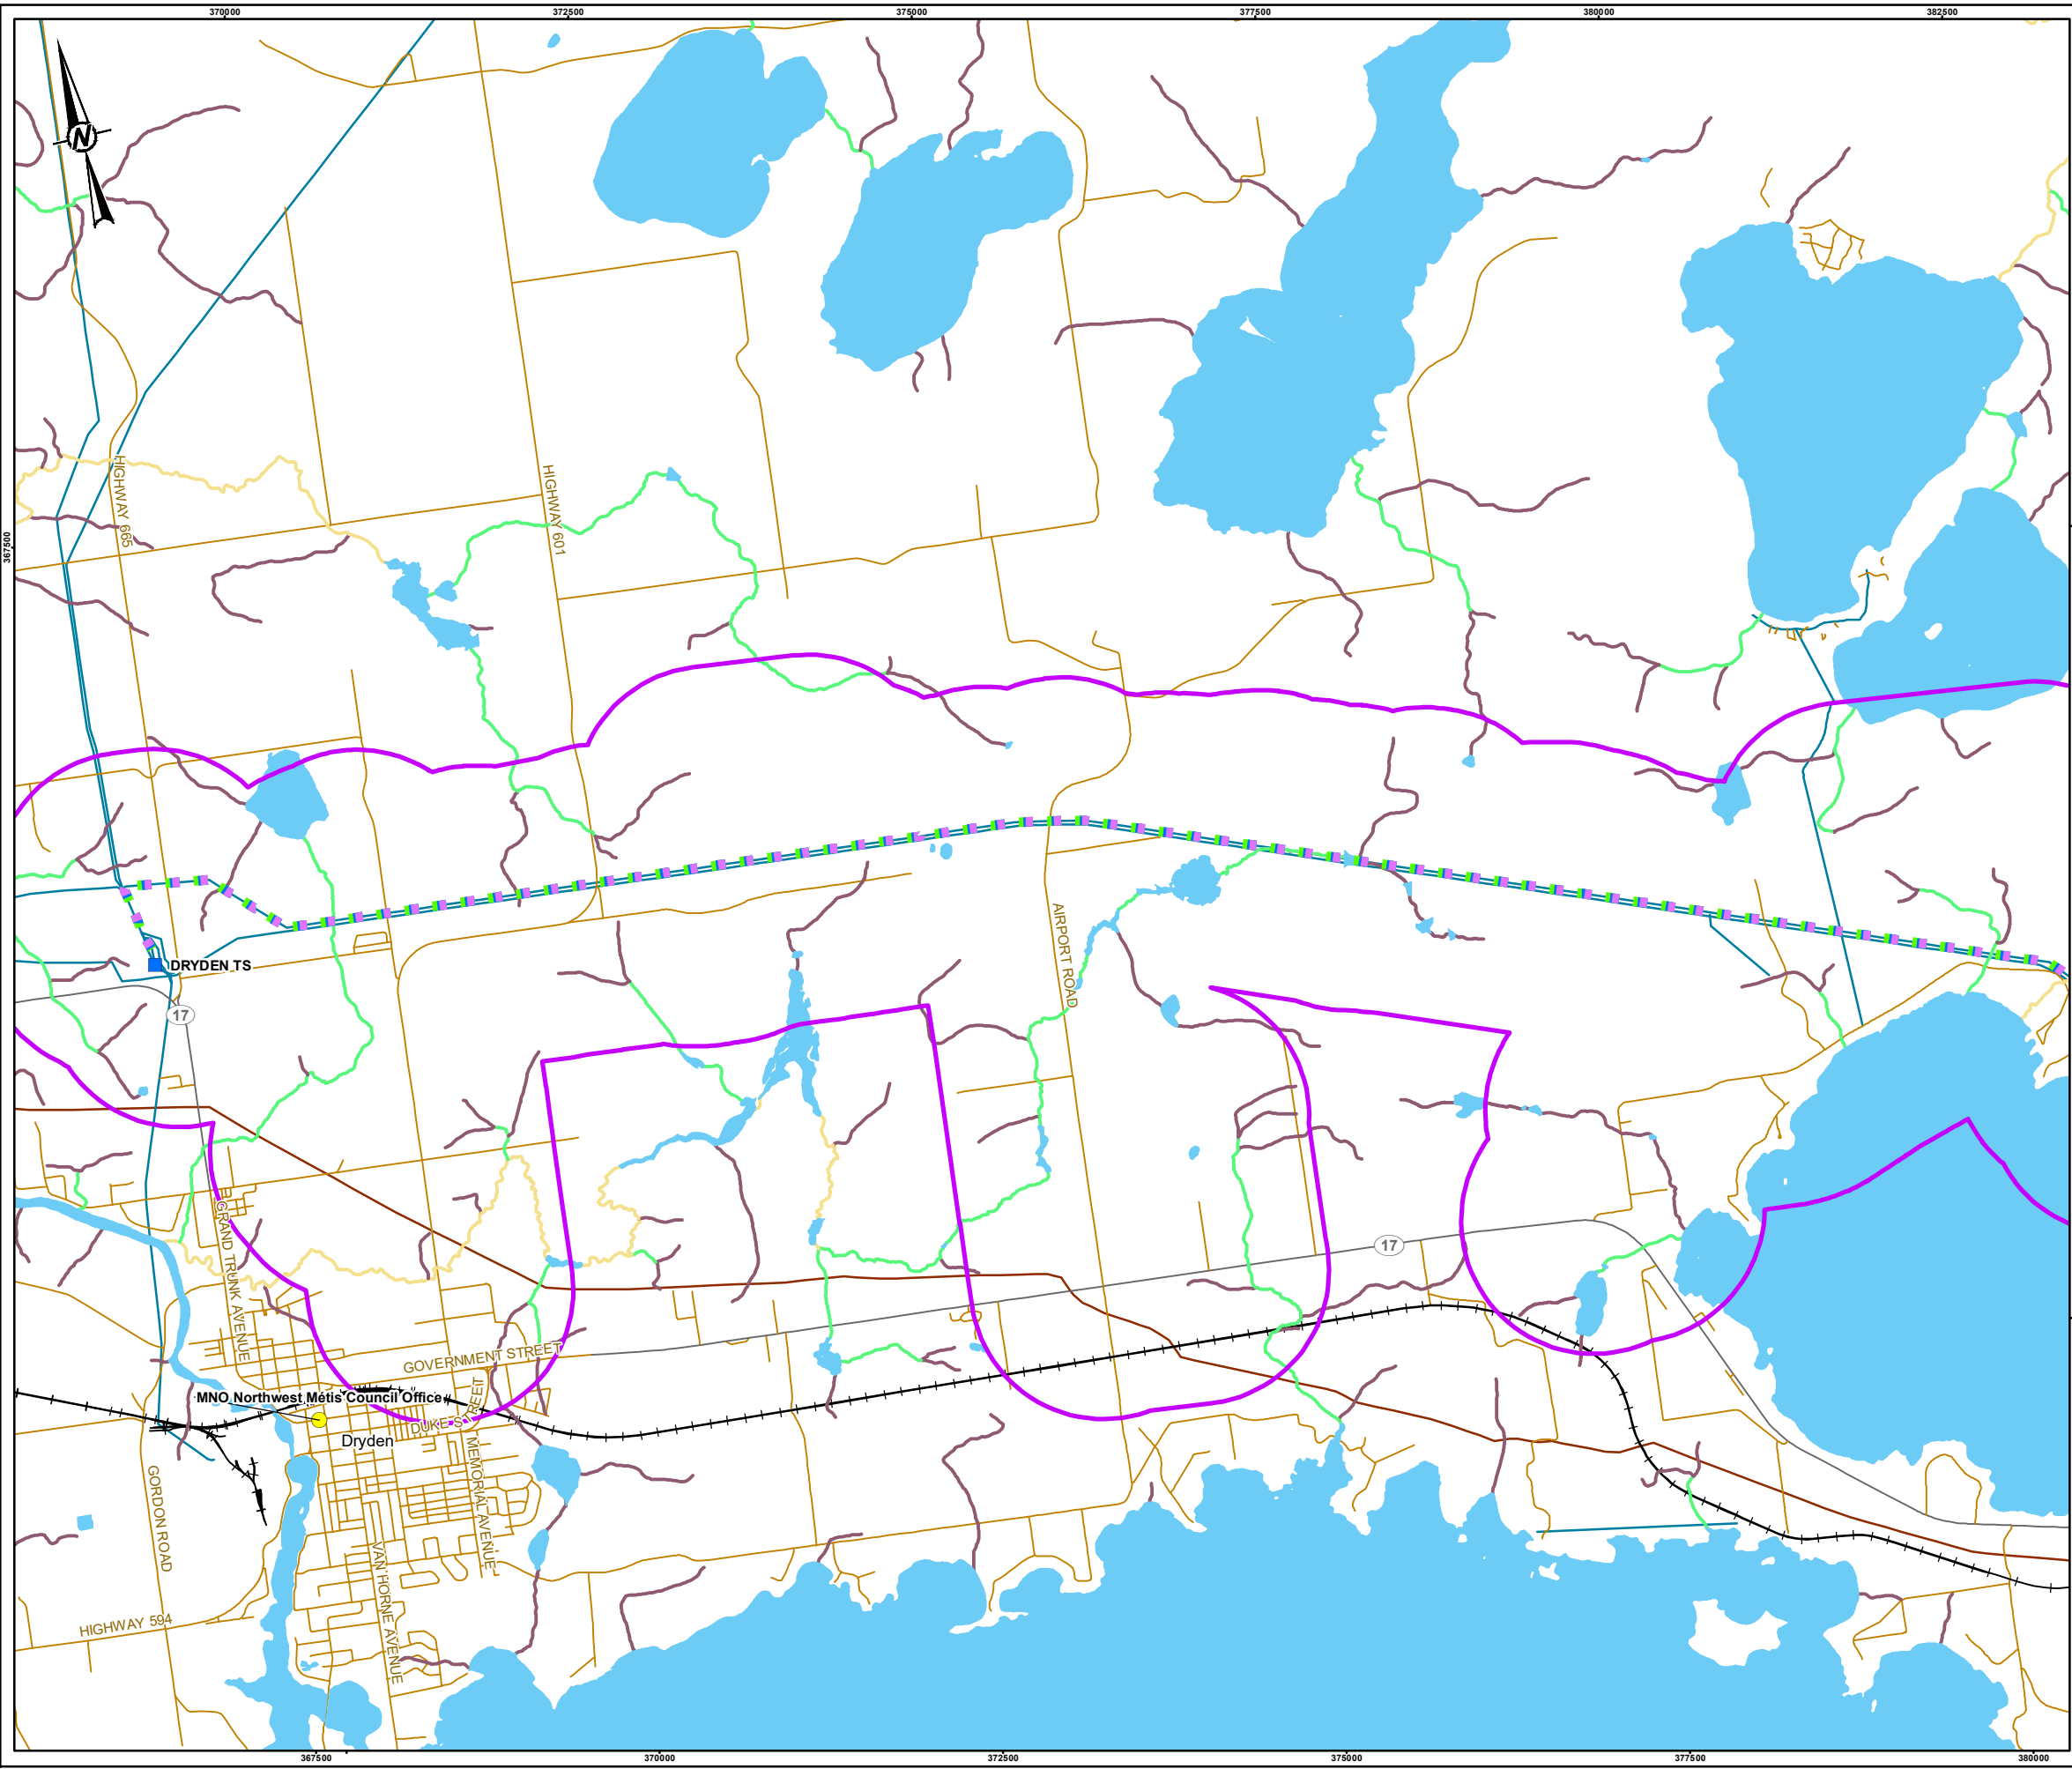 370000 372500 375000 377500 380000 382500
N
HIGHWAY 665
HIGHWAY 601
367500
AIRPORT ROAD
DRYDEN TS
17
GRAND TRUNK AVENUE
17
GOVERNMENT STREET
MNO Northwest Métis Council Office
DUKE STREET
Dryden
MEMORIAL AVENUE
GORDON ROAD
VAN HORNE AVENUE
HIGHWAY 594
367500 370000 372500 375000 377500 380000